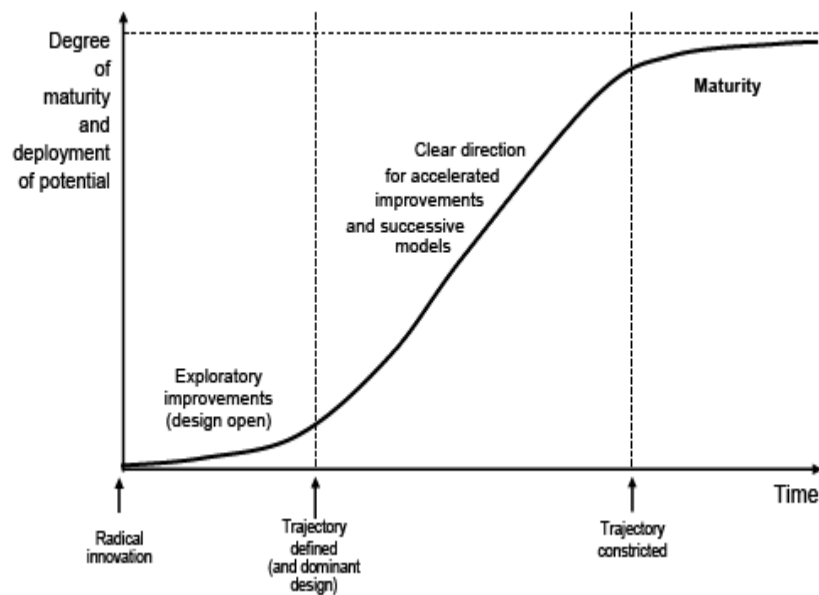 Degree
of
maturity
and
deployment
of potential
Maturity
Clear direction
for accelerated
improvements
and successive
models
Exploratory
improvements
(design open)
Time
Radical
innovation
Trajectory
defined
(and dominant
design)
Trajectory
constricted